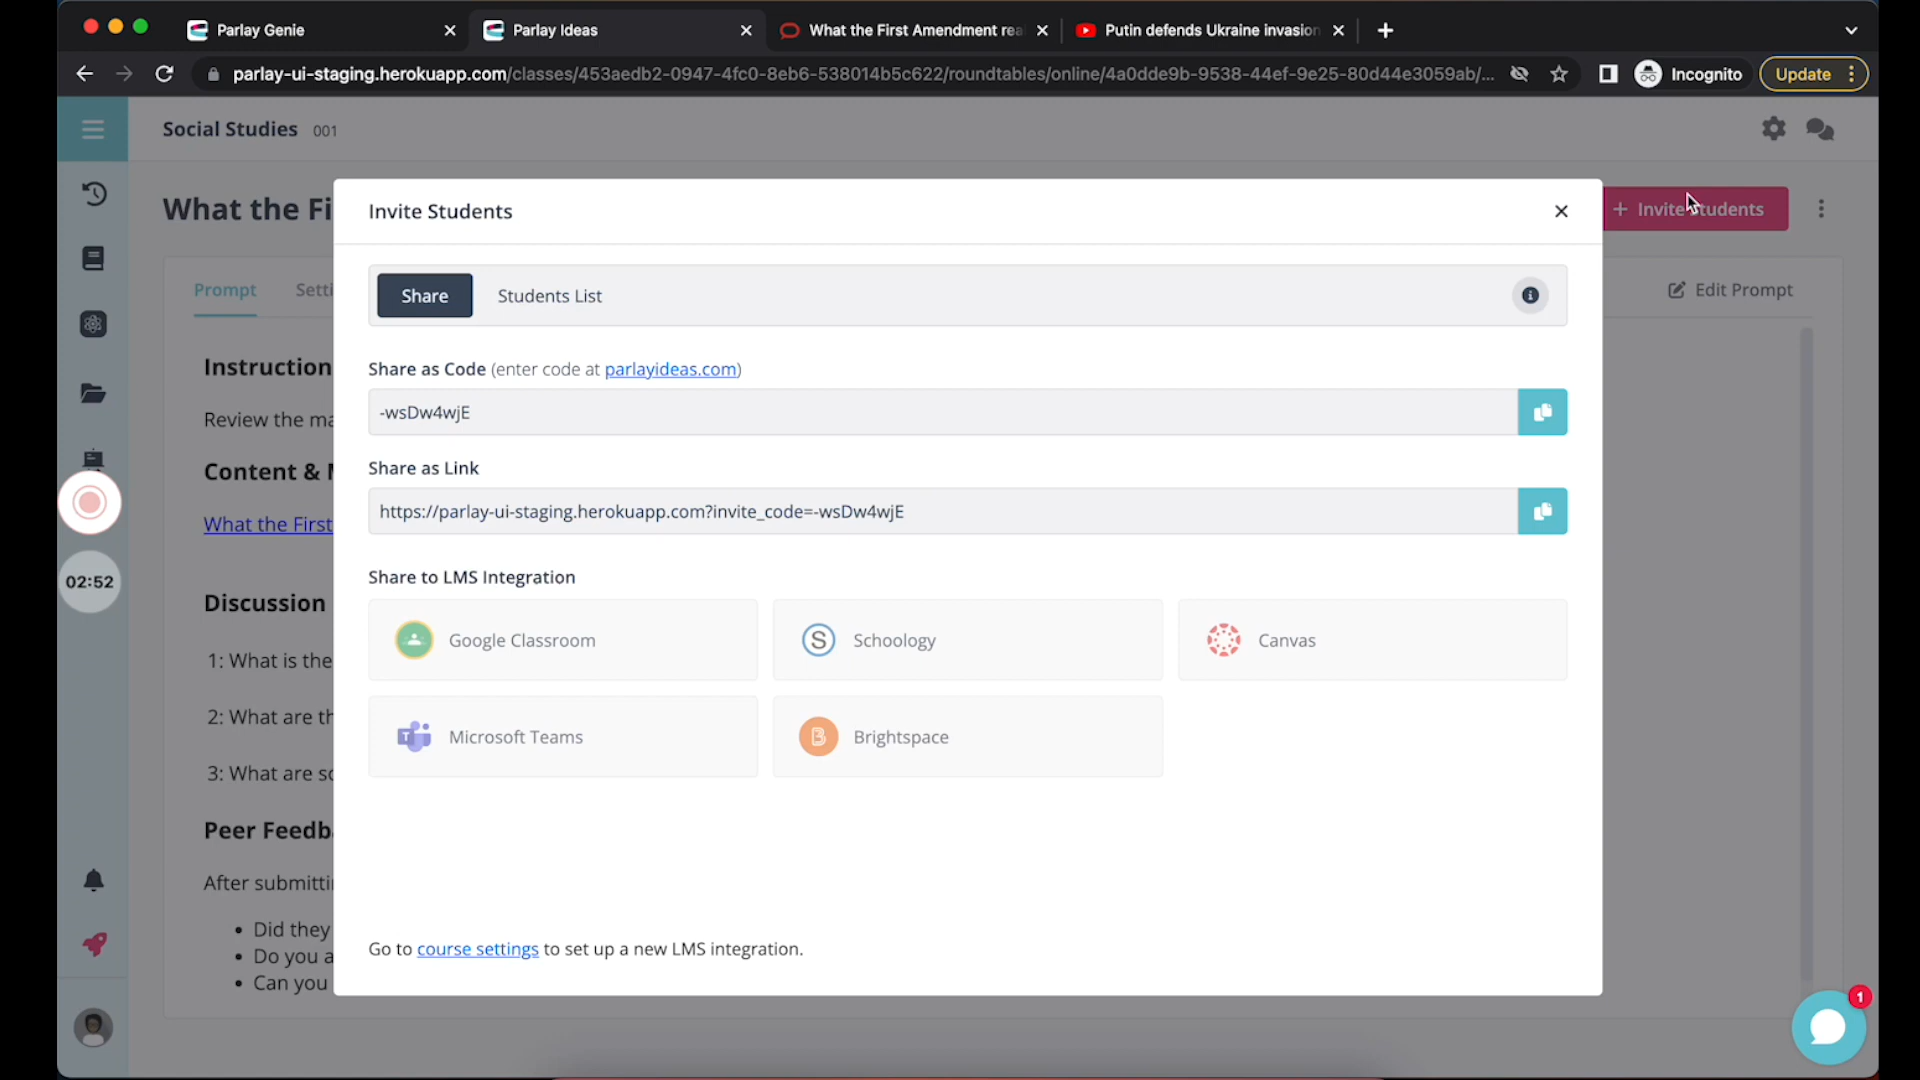 Parlay Genie
Parlay Ideas
What the First Amendment rea
Putin defends Ukraine invasion
parlay-ui-staging.herokuapp.com/classes/453aedb2-0947-4fc0-8eb6-538014b5c622/roundtables/online/4a0dde9b-9538-44ef-9e25-80d44e3059ab/...
Incognito
Update
Social Studies 001
What the Fi
+ Invite Students
Invite Students
Prompt
Setti
Edit Prompt
Share
Students List
Instruction
Review the ma
Content &
What the First
Discussion
1: What is the
2: What are th
3: What are so
Peer Feedb
After submitti
• Did they
• Do you a
• Can you
02:52
Share as Code (enter code at parlayideas.com)
-wsDw4wjE
Share as Link
https://parlay-ui-staging.herokuapp.com?invite_code=-wsDw4wjE
Share to LMS Integration
Google Classroom
Schoology
Canvas
Microsoft Teams
Brightspace
Go to course settings to set up a new LMS integration.
1